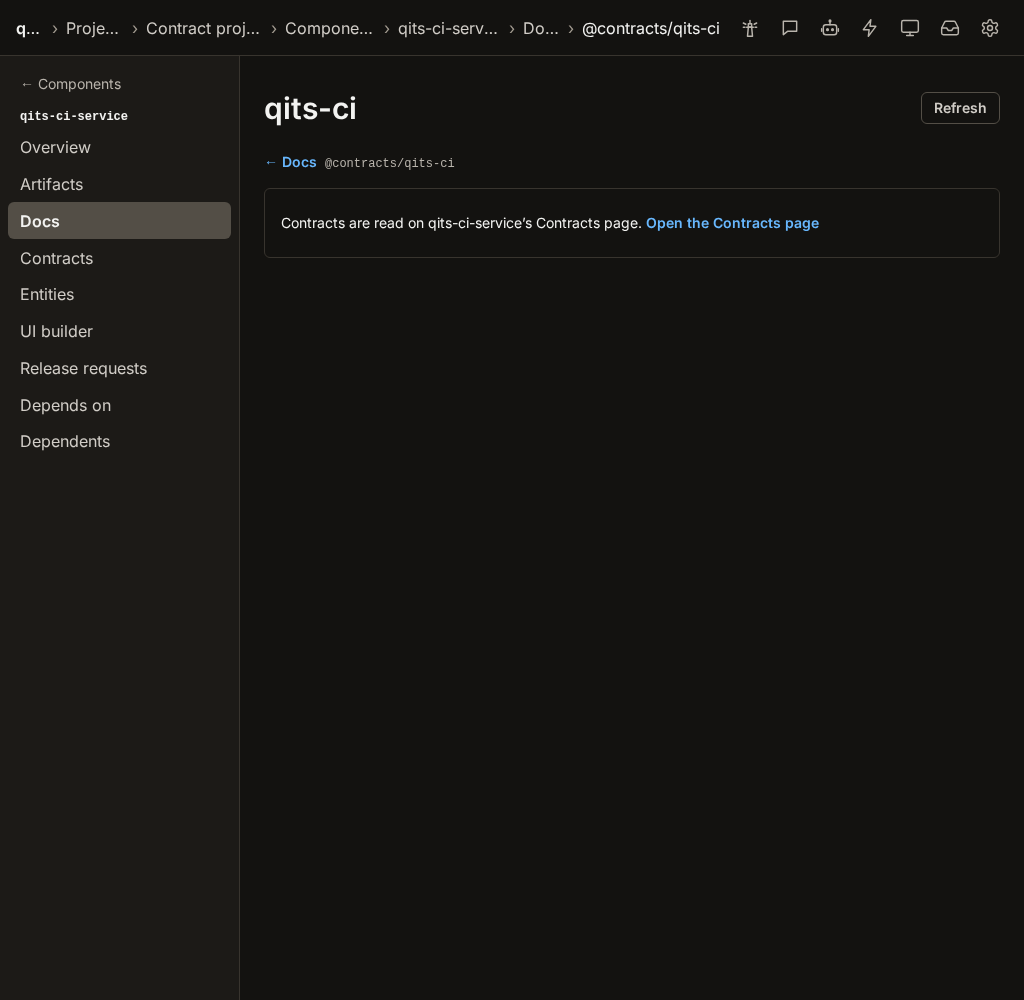 q… › Proje… › Contract proj… › Compone… › qits-ci-serv… › Do… › @contracts/qits-ci
← Components
qits-ci-service
Overview
Artifacts
Docs
Contracts
Entities
UI builder
Release requests
Depends on
Dependents
qits-ci
Refresh
← Docs @contracts/qits-ci
Contracts are read on qits-ci-service’s Contracts page. Open the Contracts page